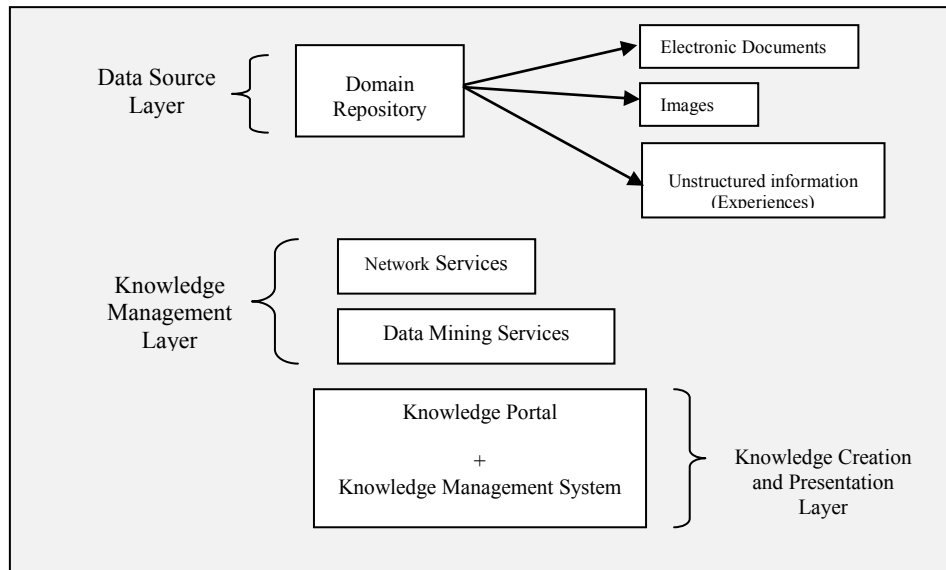 Data Source
Layer
Domain
Repository
Electronic Documents
Images
Unstructured information
(Experiences)
Knowledge
Management
Layer
Network Services
Data Mining Services
Knowledge Portal
+
Knowledge Management System
Knowledge Creation
and Presentation
Layer